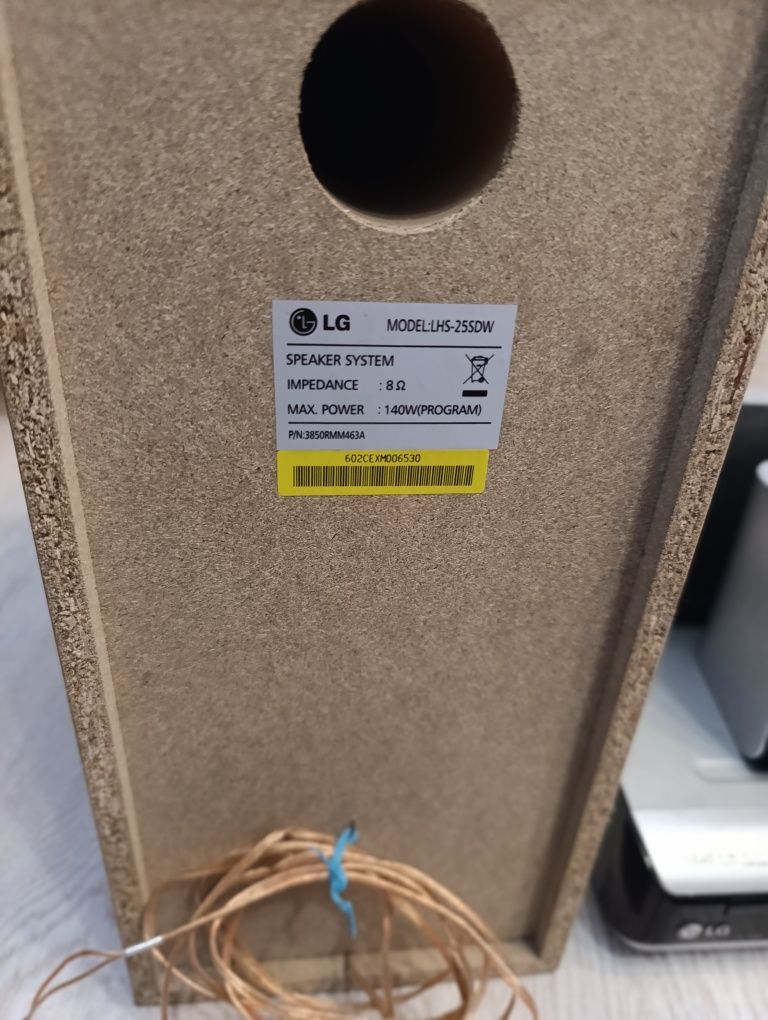 LG MODEL:LHS-25SDW
SPEAKER SYSTEM
IMPEDANCE : 8 Ω
MAX. POWER : 140W(PROGRAM)
P/N:3850RMM463A
602CEXM006530
LG